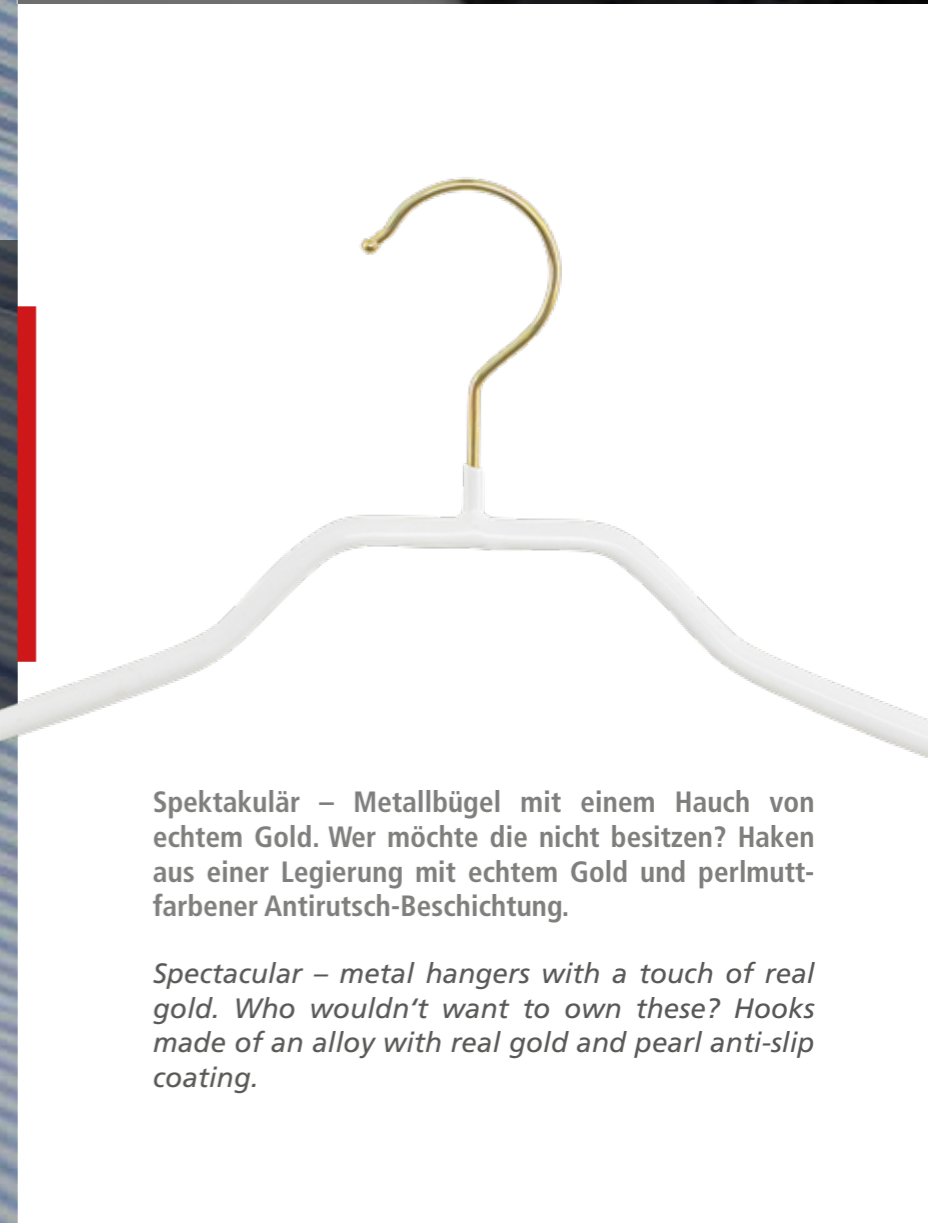 Spektakulär – Metallbügel mit einem Hauch von
echtem Gold. Wer möchte die nicht besitzen? Haken
aus einer Legierung mit echtem Gold und perlmutt-
farbener Antirutsch-Beschichtung.
Spectacular – metal hangers with a touch of real
gold. Who wouldn‘t want to own these? Hooks
made of an alloy with real gold and pearl anti-slip
coating.